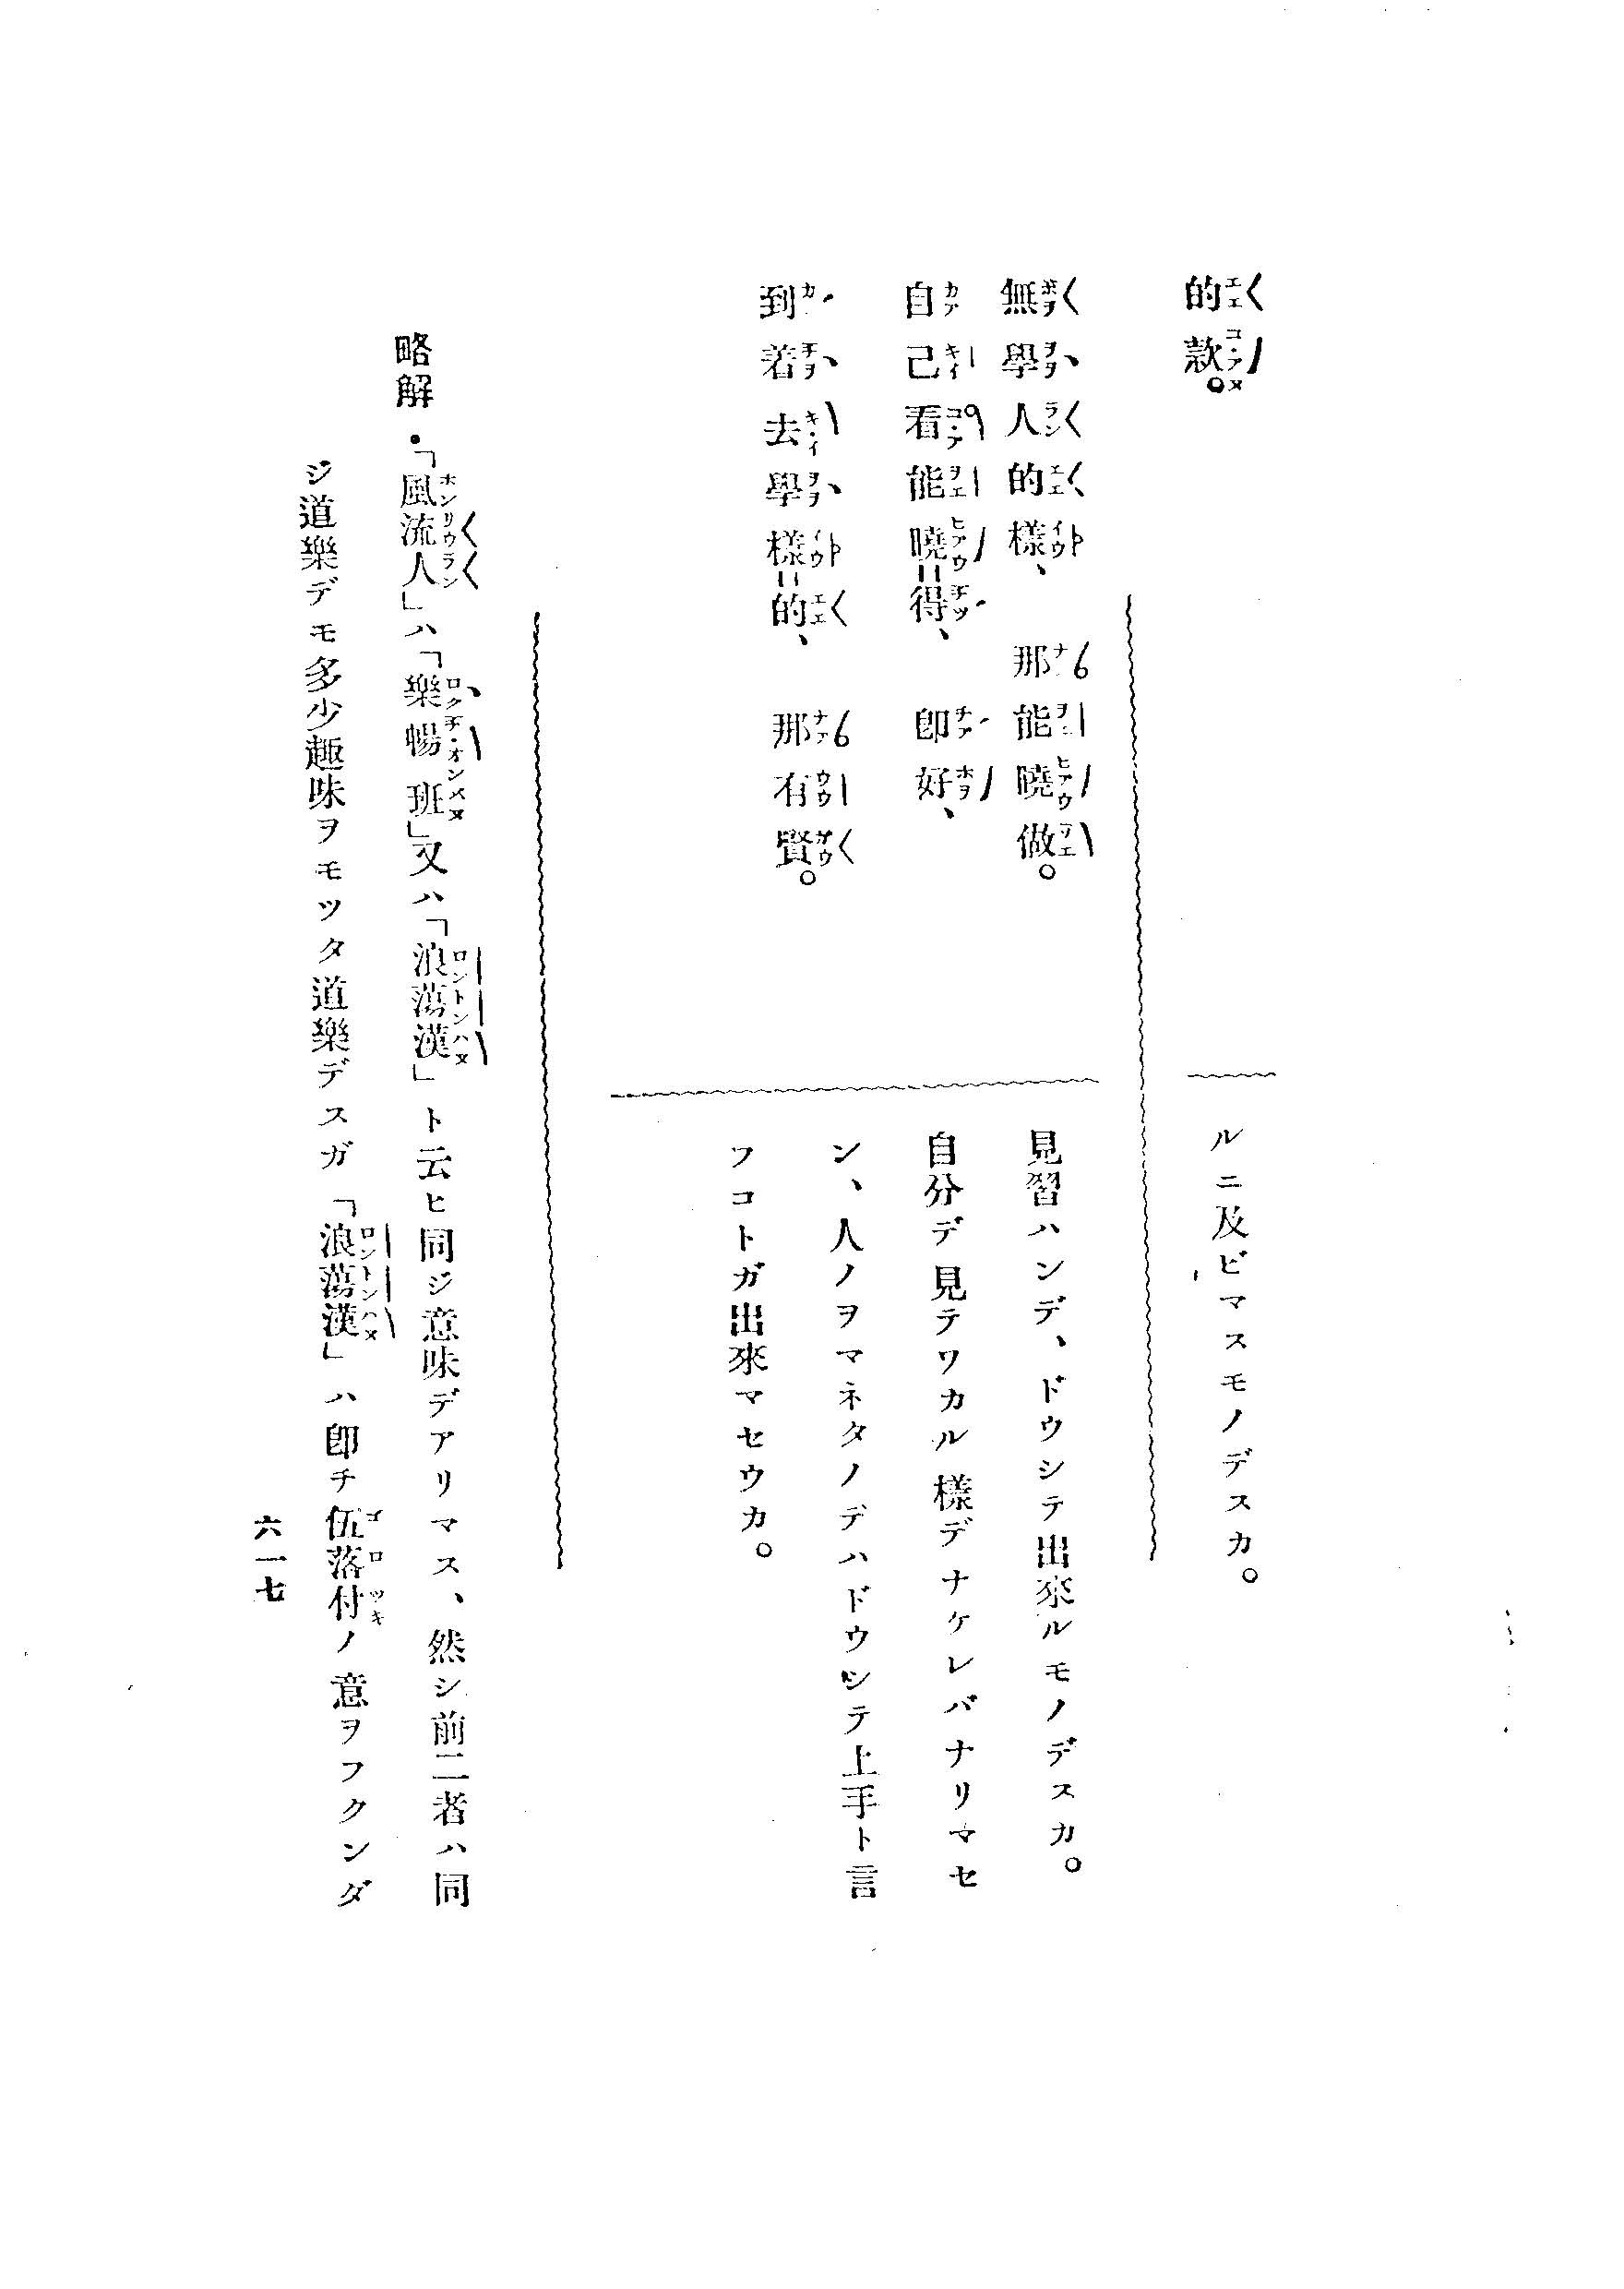 的款。
ルニ及ビマスモノデスカ。
無學人的樣、那能曉做。
自己看能曉=得、卽好、
到着去學樣=的、那有賢。
見習ハンデ、ドウシテ出來ルモノデスカ。
自分デ見テワカル樣デナケレバナリマセ
ン、人ノヲマネタノデハドウシテ上手ト言
フコトガ出來マセウカ。
略解・「風流人」ハ「樂暢班」又ハ「浪蕩漢」ト云ヒ同ジ意味デアリマス、然シ前二者ハ同
ジ道樂デモ多少趣味ヲモツタ道樂デスガ「浪蕩漢」ハ卽チ伍落付ノ意ヲフクンダ
六一七